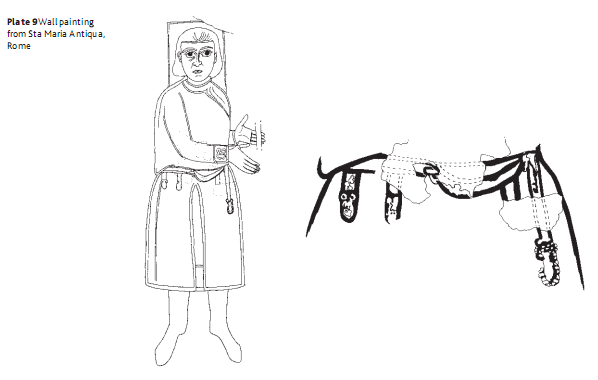 Plate 9 Wall painting
from Sta Maria Antiqua,
Rome